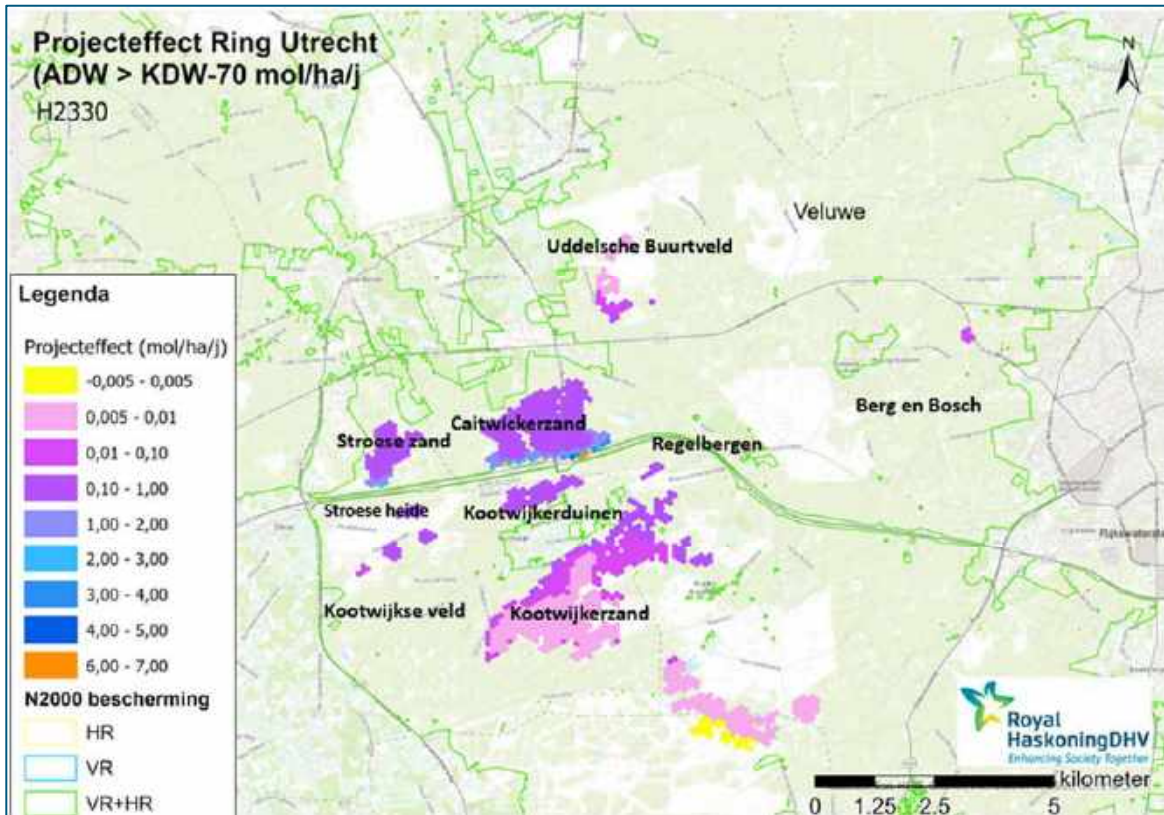 Projecteffect Ring Utrecht
(ADW > KDW-70 mol/ha/j
H2330
N
Veluwe
Uddelsche Buurtveld
Berg en Bosch
Caitwickerzand
Stroese zand
Regelbergen
Stroese heide
Kootwijkerduinen
Kootwijkse veld
Kootwijkerzand
Legenda
Projecteffect (mol/ha/j)
-0,005 - 0,005
0,005 - 0,01
0,01 - 0,10
0,10 - 1,00
1,00 - 2,00
2,00 - 3,00
3,00 - 4,00
4,00 - 5,00
6,00 - 7,00
N2000 bescherming
HR
VR
VR+HR
Royal
HaskoningDHV
Enhancing Society Together
kilometer
0 1.25 2.5 5